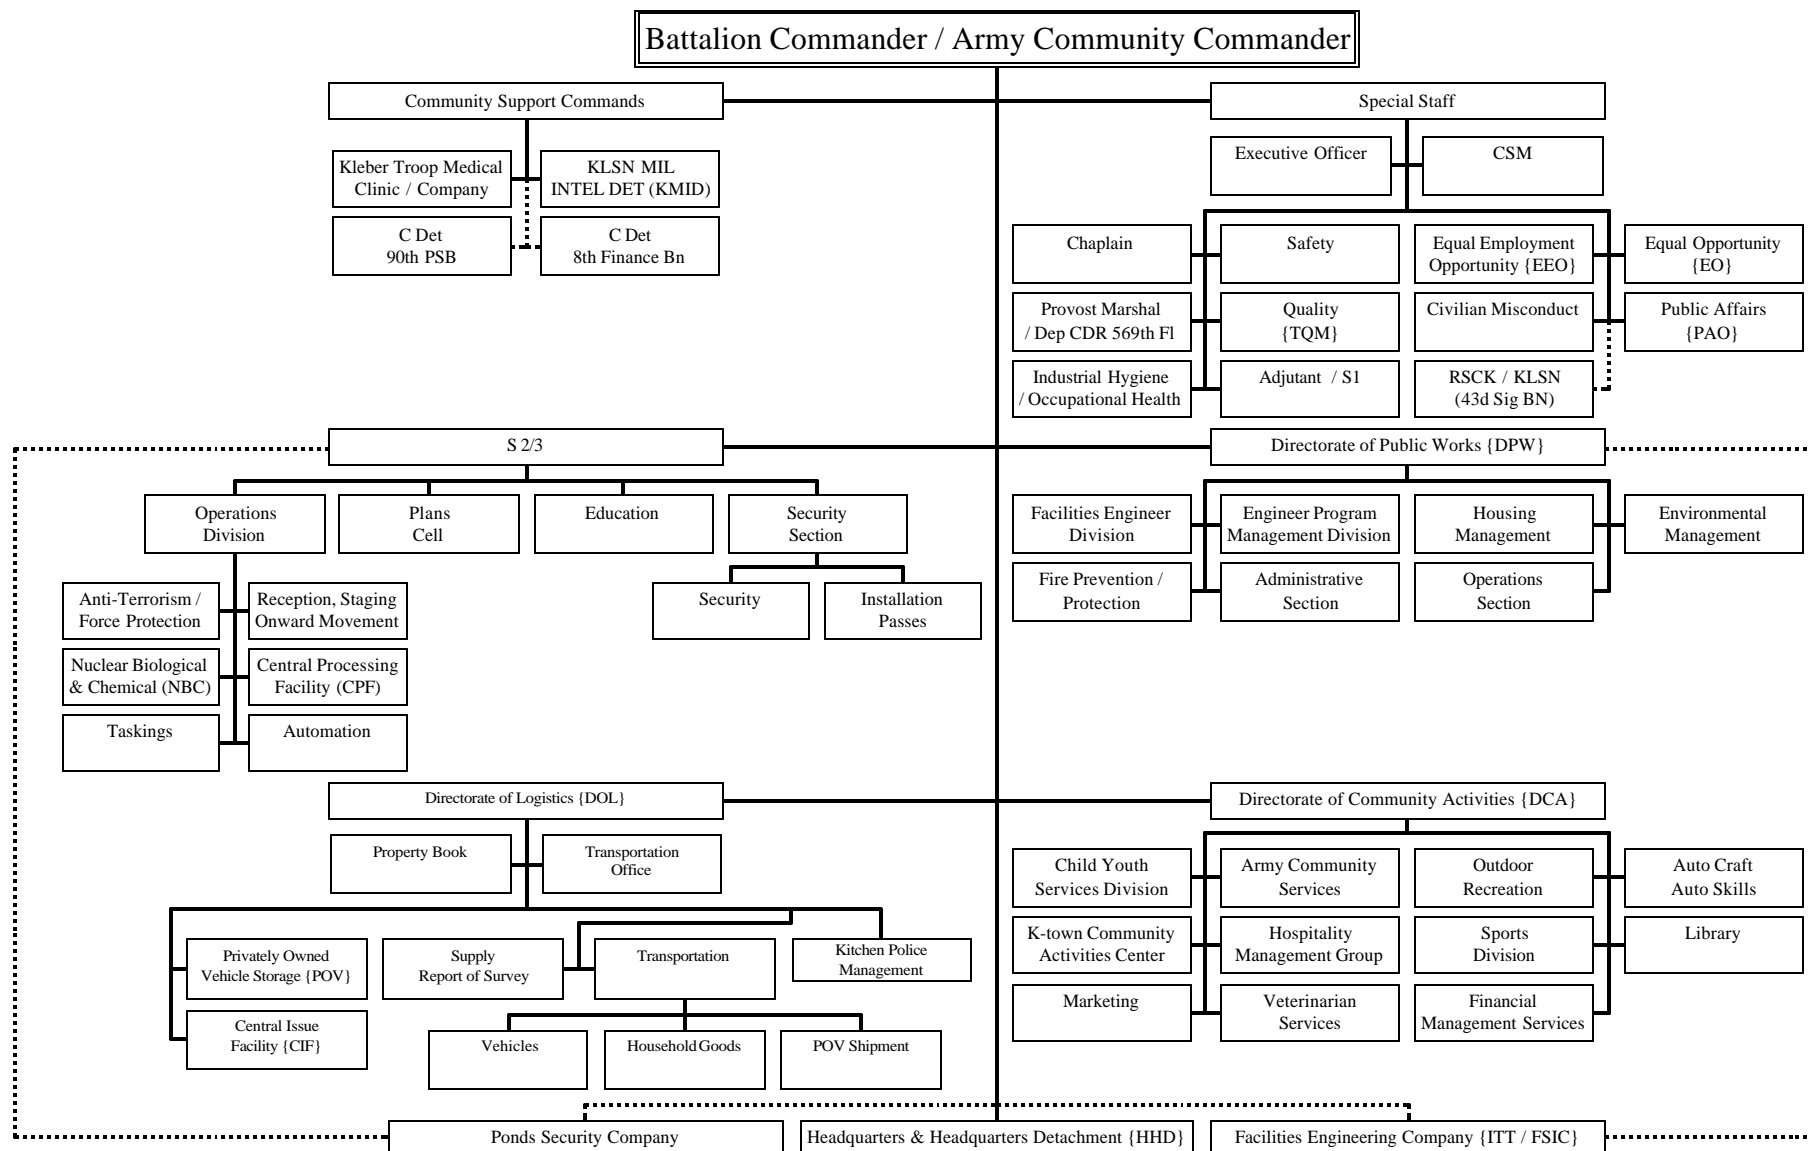 Battalion Commander / Army Community Commander
Community Support Commands
Special Staff
Kleber Troop Medical
Clinic / Company
KLSN MIL
INTEL DET (KMID)
C Det
90th PSB
C Det
8th Finance Bn
Executive Officer
CSM
Chaplain
Safety
Equal Employment
Opportunity {EEO}
Equal Opportunity
{EO}
Provost Marshal
/ Dep CDR 569th Fl
Quality
{TQM}
Civilian Misconduct
Public Affairs
{PAO}
Industrial Hygiene
/ Occupational Health
Adjutant / S1
RSCK / KLSN
(43d Sig BN)
S 2/3
Directorate of Public Works {DPW}
Operations
Division
Plans
Cell
Education
Security
Section
Anti-Terrorism /
Force Protection
Reception, Staging
Onward Movement
Security
Installation
Passes
Nuclear Biological
& Chemical (NBC)
Central Processing
Facility (CPF)
Taskings
Automation
Facilities Engineer
Division
Engineer Program
Management Division
Housing
Management
Environmental
Management
Fire Prevention /
Protection
Administrative
Section
Operations
Section
Directorate of Logistics {DOL}
Directorate of Community Activities {DCA}
Property Book
Transportation
Office
Privately Owned
Vehicle Storage {POV}
Supply
Report of Survey
Transportation
Kitchen Police
Management
Central Issue
Facility {CIF}
Vehicles
Household Goods
POV Shipment
Child Youth
Services Division
Army Community
Services
Outdoor
Recreation
Auto Craft
Auto Skills
K-town Community
Activities Center
Hospitality
Management Group
Sports
Division
Library
Marketing
Veterinarian
Services
Financial
Management Services
Ponds Security Company
Headquarters & Headquarters Detachment {HHD}
Facilities Engineering Company {ITT / FSIC}